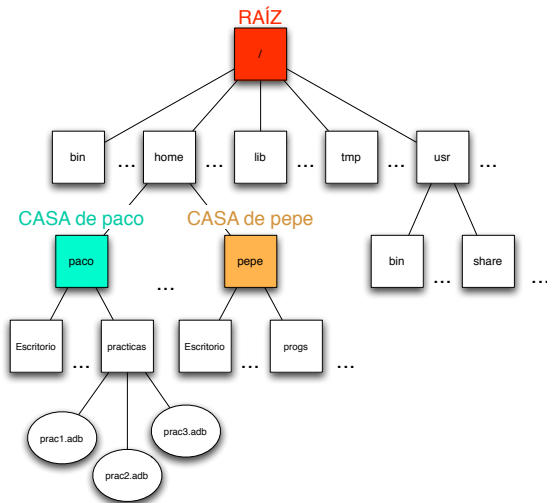 RAÍZ
/
bin
...
home
...
lib
...
tmp
...
usr
...
CASA de paco
CASA de pepe
paco
...
pepe
bin
...
share
...
Escritorio
...
practicas
Escritorio
...
progs
...
prac1.adb
prac2.adb
prac3.adb